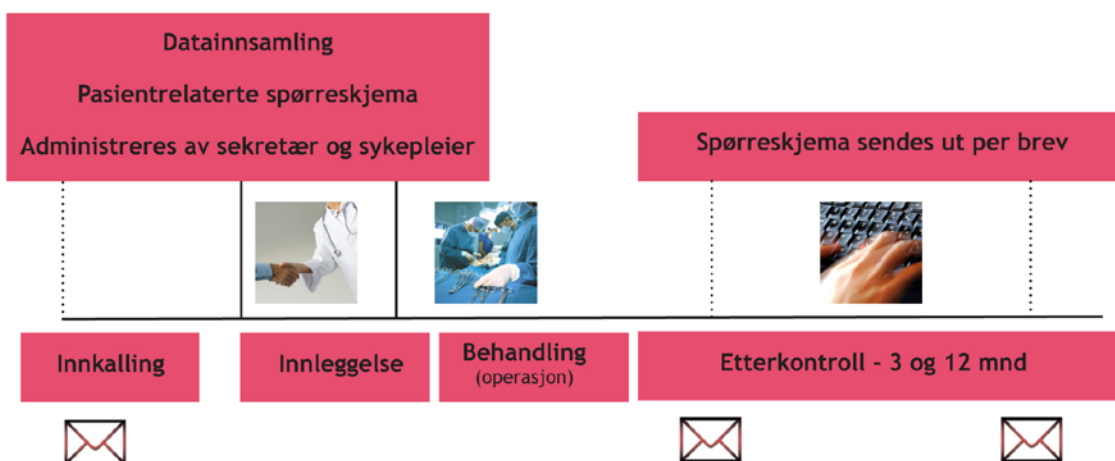 Datainnsamling
Pasientrelaterte spørreskjema
Administreres av sekretær og sykepleier
Spørreskjema sendes ut per brev
Innkalling
Innleggelse
Behandling
(operasjon)
Etterkontroll - 3 og 12 mnd